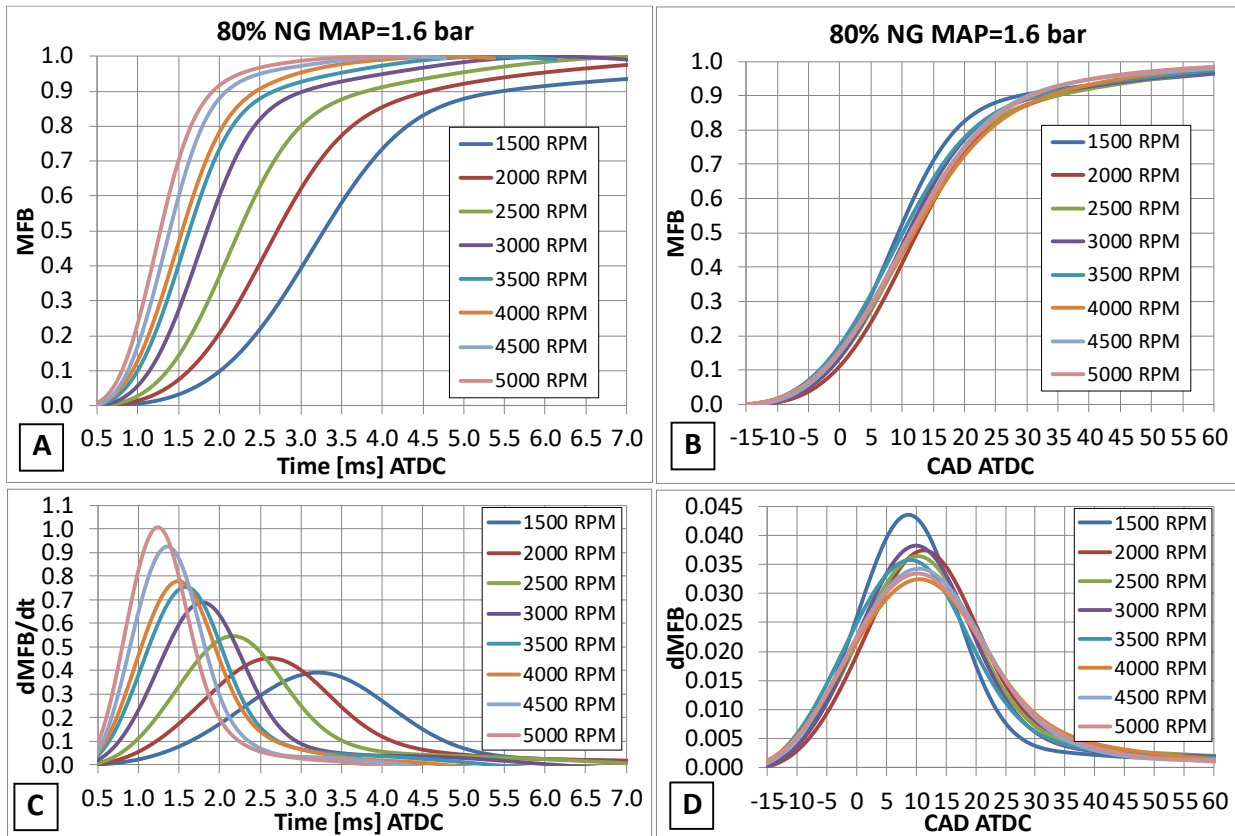 80% NG MAP=1.6 bar
MFB
1.0
0.9
0.8
0.7
0.6
0.5
0.4
0.3
0.2
0.1
0.0
1500 RPM
2000 RPM
2500 RPM
3000 RPM
3500 RPM
4000 RPM
4500 RPM
5000 RPM
0.5 1.0 1.5 2.0 2.5 3.0 3.5 4.0 4.5 5.0 5.5 6.0 6.5 7.0
Time [ms] ATDC
A
80% NG MAP=1.6 bar
MFB
1.0
0.9
0.8
0.7
0.6
0.5
0.4
0.3
0.2
0.1
0.0
1500 RPM
2000 RPM
2500 RPM
3000 RPM
3500 RPM
4000 RPM
4500 RPM
5000 RPM
-15 -10 -5 0 5 10 15 20 25 30 35 40 45 50 55 60
CAD ATDC
B
dMFB/dt
1.1
1.0
0.9
0.8
0.7
0.6
0.5
0.4
0.3
0.2
0.1
0.0
1500 RPM
2000 RPM
2500 RPM
3000 RPM
3500 RPM
4000 RPM
4500 RPM
5000 RPM
0.5 1.0 1.5 2.0 2.5 3.0 3.5 4.0 4.5 5.0 5.5 6.0 6.5 7.0
Time [ms] ATDC
C
dMFB
0.045
0.040
0.035
0.030
0.025
0.020
0.015
0.010
0.005
0.000
1500 RPM
2000 RPM
2500 RPM
3000 RPM
3500 RPM
4000 RPM
4500 RPM
5000 RPM
-15 -10 -5 0 5 10 15 20 25 30 35 40 45 50 55 60
CAD ATDC
D